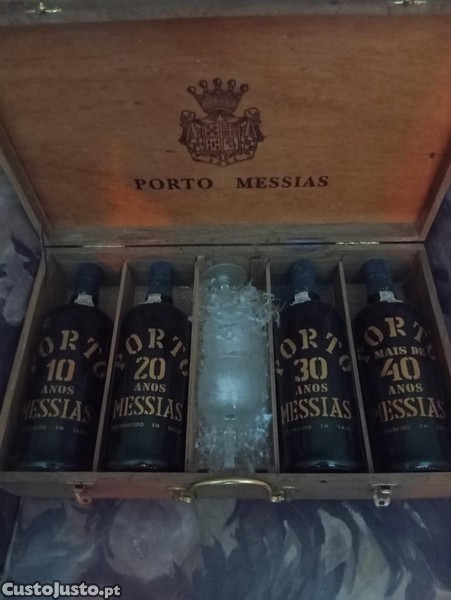 PORTO MESSIAS
PORTO
10
ANOS
MESSIAS
PORTO
20
ANOS
MESSIAS
PORTO
30
ANOS
MESSIAS
PORTO
MAIS DE
40
ANOS
MESSIAS
CustoJusto.pt